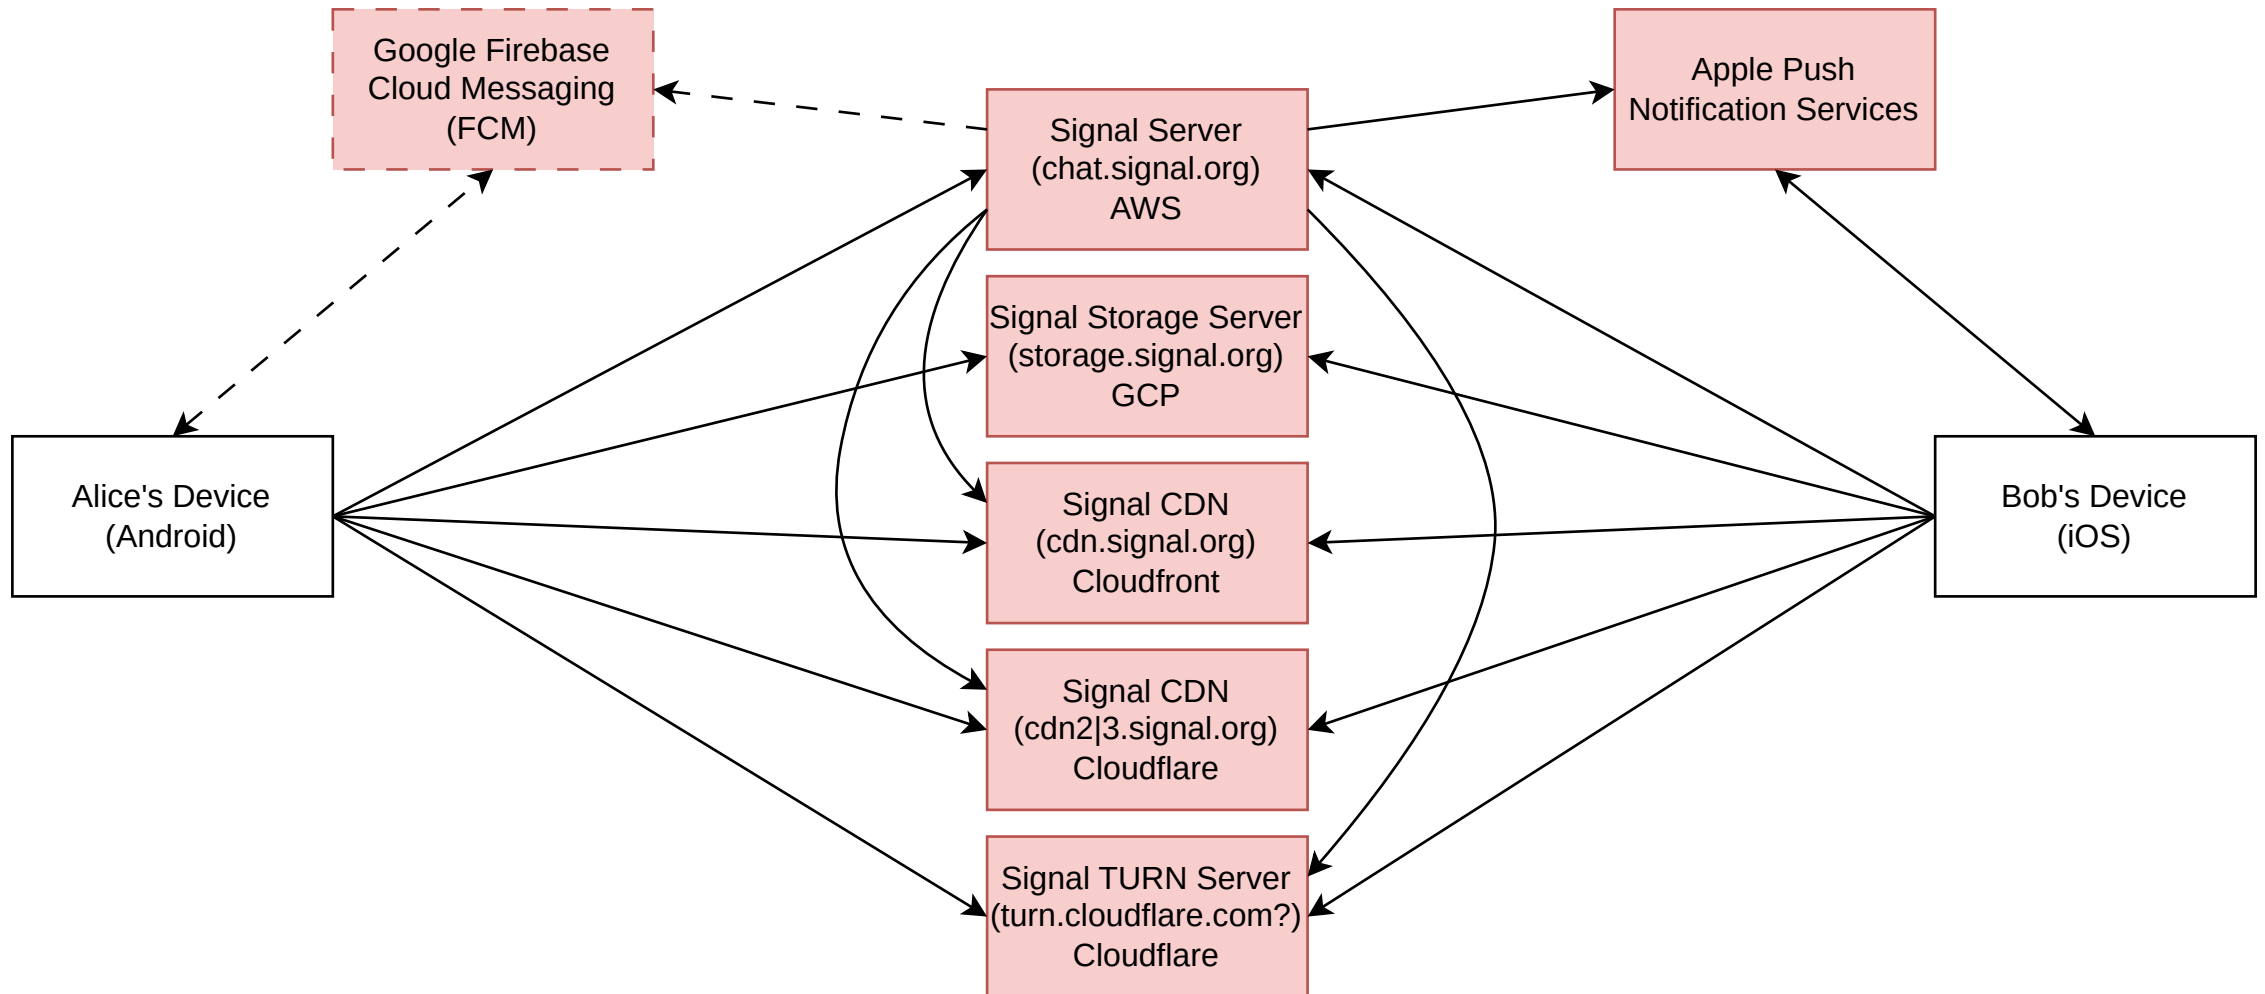 Google Firebase
Cloud Messaging
(FCM)
Apple Push
Notification Services
Signal Server
(chat.signal.org)
AWS
Signal Storage Server
(storage.signal.org)
GCP
Alice's Device
(Android)
Signal CDN
(cdn.signal.org)
Cloudfront
Bob's Device
(iOS)
Signal CDN
(cdn2|3.signal.org)
Cloudflare
Signal TURN Server
(turn.cloudflare.com?)
Cloudflare